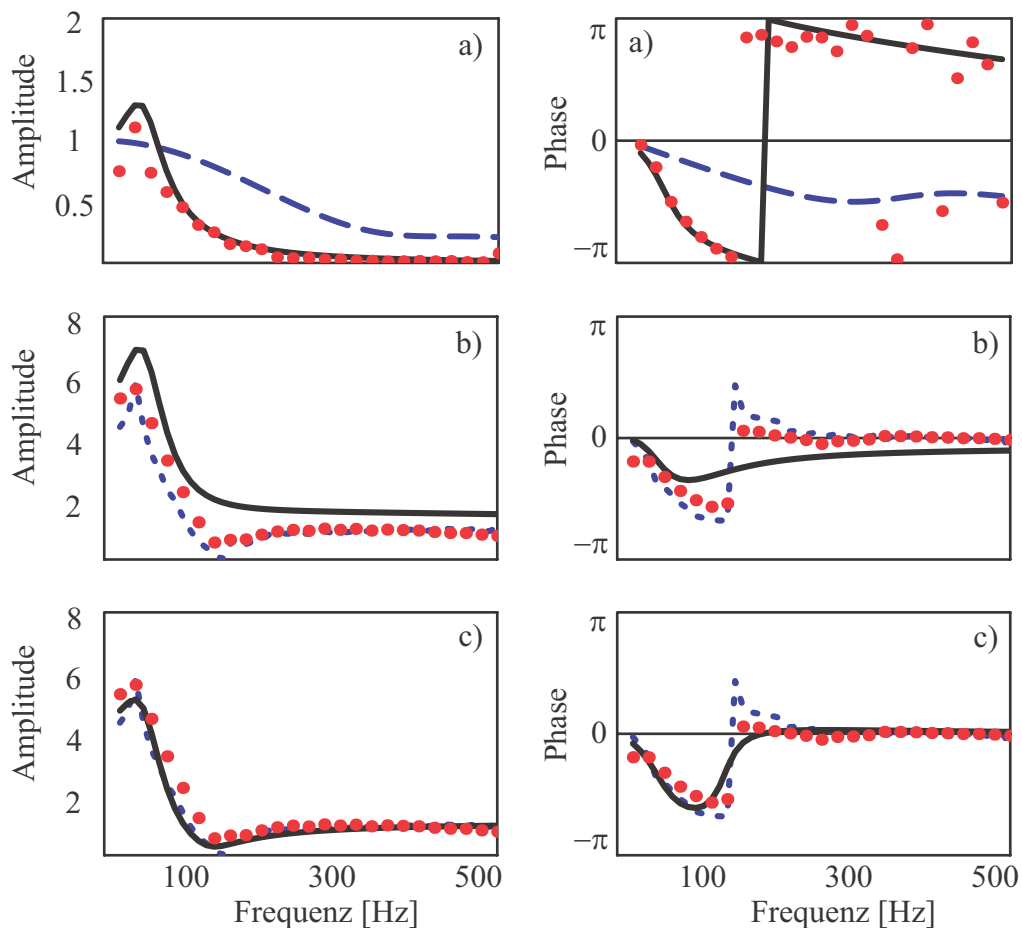 2
1.5
1
0.5
Amplitude
a)
π
0
−π
Phase
a)
8
6
4
2
Amplitude
b)
π
0
−π
Phase
b)
8
6
4
2
Amplitude
c)
100 300 500
Frequenz [Hz]
π
0
−π
Phase
c)
100 300 500
Frequenz [Hz]